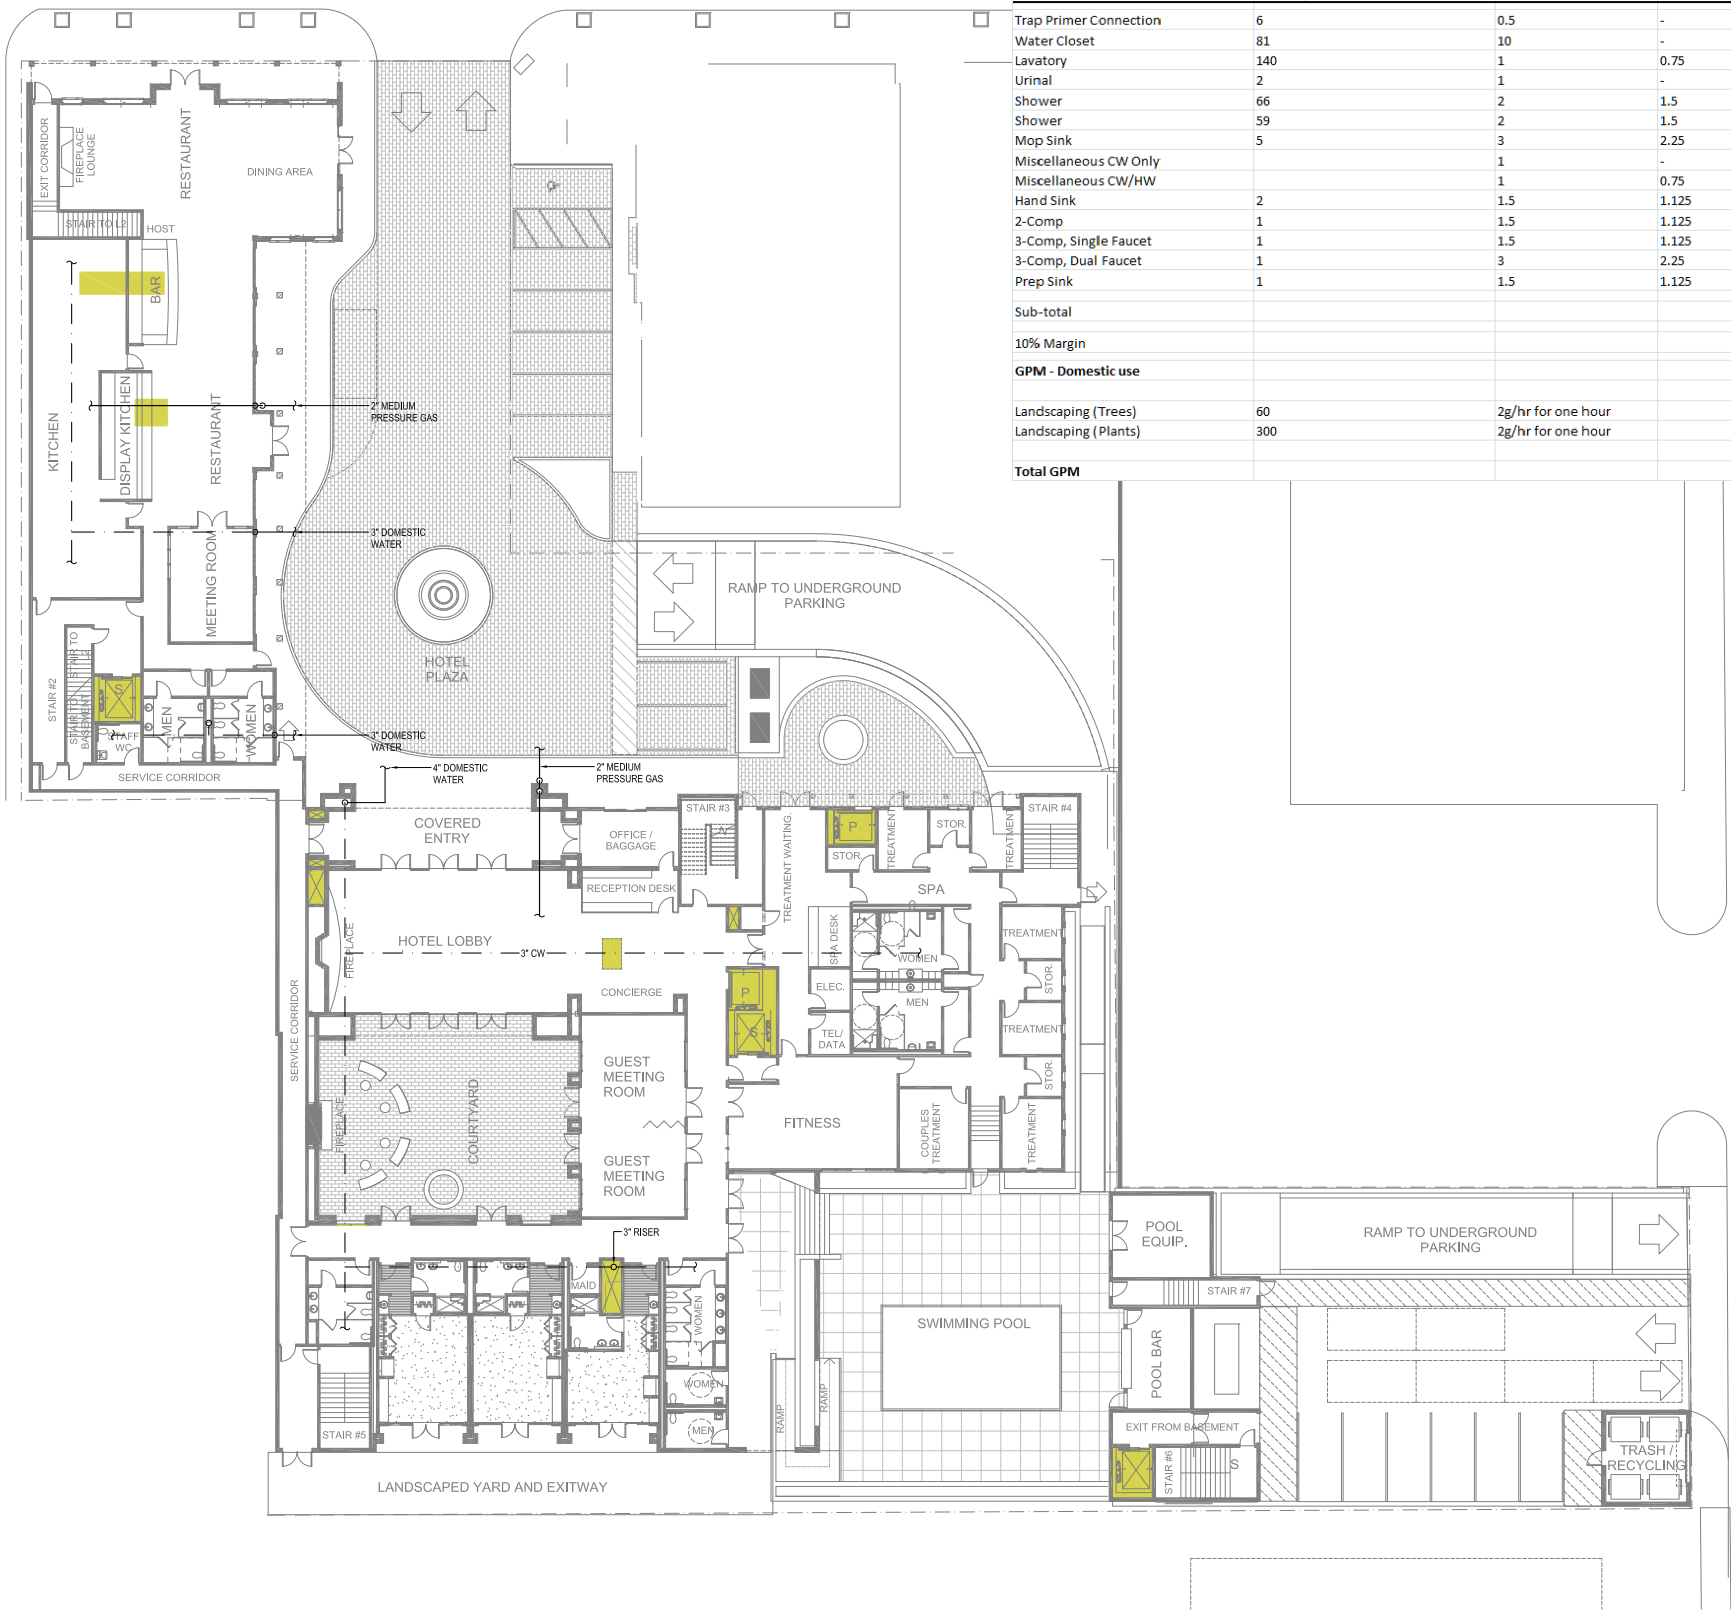 Trap Primer Connection 6 0.5 -
Water Closet 81 10 -
Lavatory 140 1 0.75
Urinal 2 1 -
Shower 66 2 1.5
Shower 59 2 1.5
Mop Sink 5 3 2.25
Miscellaneous CW Only 1 -
Miscellaneous CW/HW 1 0.75
Hand Sink 2 1.5 1.125
2-Comp 1 1.5 1.125
3-Comp, Single Faucet 1 1.5 1.125
3-Comp, Dual Faucet 1 3 2.25
Prep Sink 1 1.5 1.125
Sub-total
10% Margin
GPM - Domestic use
Landscaping (Trees) 60 2g/hr for one hour
Landscaping (Plants) 300 2g/hr for one hour
Total GPM
EXIT CORRIDOR
FIREPLACE
LOUNGE
RESTAURANT
DINING AREA
STAIR TO L2
HOST
BAR
KITCHEN
DISPLAY KITCHEN
RESTAURANT
2" MEDIUM
PRESSURE GAS
3" DOMESTIC
WATER
MEETING ROOM
RAMP TO UNDERGROUND
PARKING
HOTEL
PLAZA
STAIR #2
STAIR TO
BASEMENT
STAIR TO
L2
S
STAFF
WC
MEN
WOMEN
3" DOMESTIC
WATER
SERVICE CORRIDOR
4" DOMESTIC
WATER
2" MEDIUM
PRESSURE GAS
COVERED
ENTRY
OFFICE /
BAGGAGE
STAIR #3
TREATMENT WAITING.
P
STOR.
TREATMENT
STOR.
TREATMENT
STAIR #4
RECEPTION DESK
SPA
HOTEL LOBBY
FIREPLACE
3" CW
CONCIERGE
SPA DESK
WOMEN
TREATMENT
STOR.
P
S
ELEC.
MEN
TEL/
DATA
TREATMENT
STOR.
SERVICE CORRIDOR
FIREPLACE
COURTYARD
GUEST
MEETING
ROOM
GUEST
MEETING
ROOM
FITNESS
COUPLES
TREATMENT
TREATMENT
3" RISER
MAID
WOMEN
WOMEN
MEN
STAIR #5
RAMP
RAMP
SWIMMING POOL
POOL
EQUIP.
RAMP TO UNDERGROUND
PARKING
STAIR #7
POOL BAR
EXIT FROM BASEMENT
STAIR #6
S
TRASH /
RECYCLING
LANDSCAPED YARD AND EXITWAY